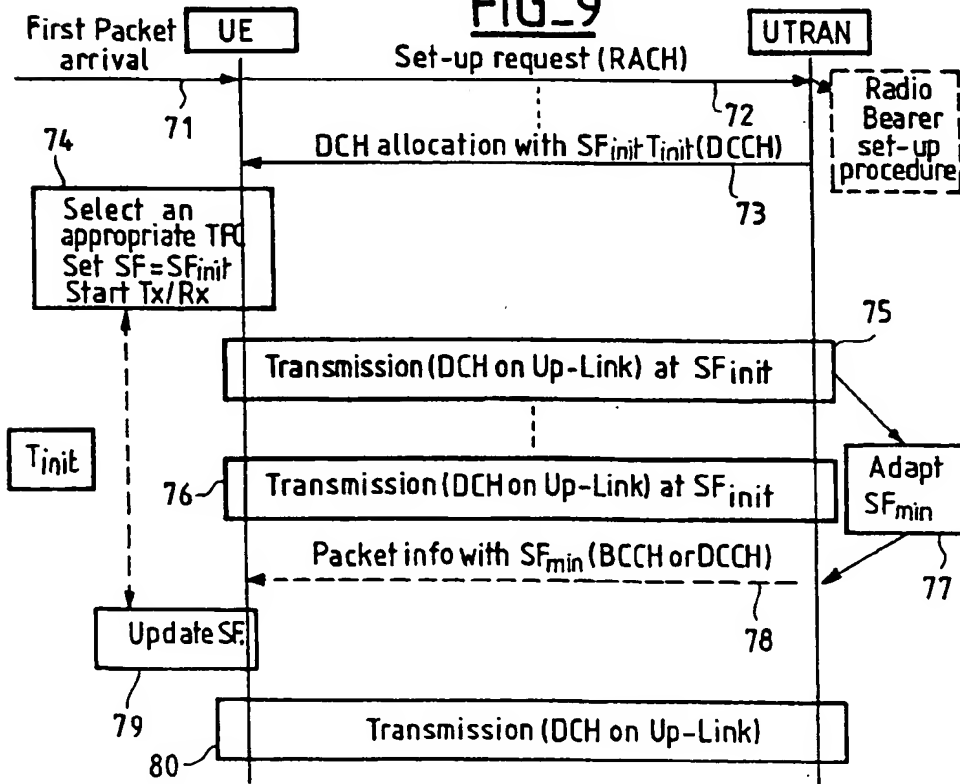 FIG_9
First Packet
arrival
UE
UTRAN
Set-up request (RACH)
71
72
Radio
Bearer
set-up
procedure
74
DCH allocation with SFinit Tinit (DCCH)
73
Select an
appropriate TFC
Set SF=SFinit
Start Tx/Rx
75
Transmission (DCH on Up-Link) at SFinit
Tinit
76
Transmission (DCH on Up-Link) at SFinit
Adapt
SFmin
77
Packet info with SFmin (BCCH or DCCH)
78
Update SF.
79
Transmission (DCH on Up-Link)
80